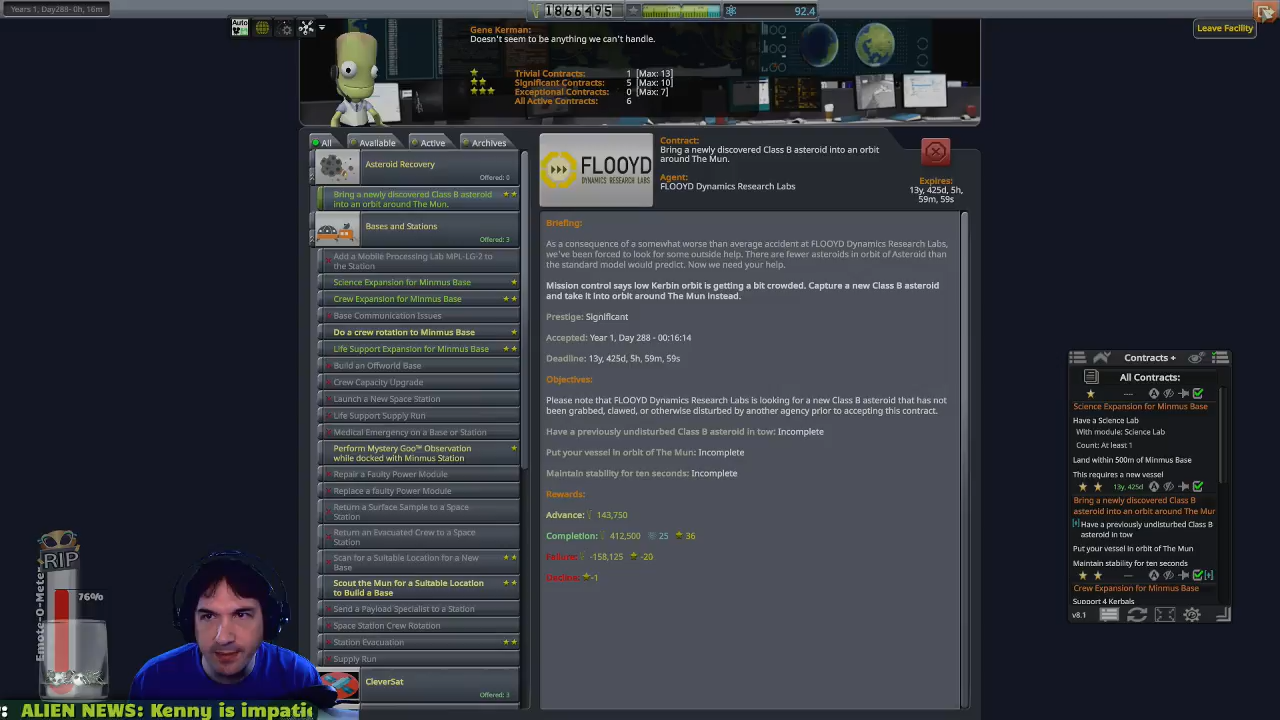 Years 1, Day288- 0h, 16m
1866495
92.4
Auto
Leave Facility
Gene Kerman:
Doesn't seem to be anything we can't handle.
Trivial Contracts: 1 [Max: 13]
Significant Contracts: 5 [Max: 10]
Exceptional Contracts: 0 [Max: 7]
All Active Contracts: 6
All
Available
Active
Archives
Asteroid Recovery
Offered: 0
Bring a newly discovered Class B asteroid
into an orbit around The Mun.
Bases and Stations
Offered: 3
Add a Mobile Processing Lab MPL-LG-2 to
the Station
Science Expansion for Minmus Base
Crew Expansion for Minmus Base
Base Communication Issues
Do a crew rotation to Minmus Base
Life Support Expansion for Minmus Base
Build an Offworld Base
Crew Capacity Upgrade
Launch a New Space Station
Life Support Supply Run
Medical Emergency on a Base or Station
Perform Mystery Goo™ Observation
while docked with Minmus Station
Repair a Faulty Power Module
Replace a faulty Power Module
Return a Surface Sample to a Space
Station
Return an Evacuated Crew to a Space
Station
Scan for a Suitable Location for a New
Base
Scout the Mun for a Suitable Location
to Build a Base
Send a Payload Specialist to a Station
Space Station Crew Rotation
Station Evacuation
Supply Run
CleverSat
Offered: 3
FLOOYD
DYNAMICS RESEARCH LABS
Contract:
Bring a newly discovered Class B asteroid into an orbit
around The Mun.
Agent:
FLOOYD Dynamics Research Labs
Expires:
13y, 425d, 5h,
59m, 59s
Briefing:
As a consequence of a somewhat worse than average accident at FLOOYD Dynamics Research Labs,
we've been forced to look for some outside help. There are fewer asteroids in orbit of Asteroid than
the standard model would predict. Now we need your help.
Mission control says low Kerbin orbit is getting a bit crowded. Capture a new Class B asteroid
and take it into orbit around The Mun instead.
Prestige: Significant
Accepted: Year 1, Day 288 - 00:16:14
Deadline: 13y, 425d, 5h, 59m, 59s
Objectives:
Please note that FLOOYD Dynamics Research Labs is looking for a new Class B asteroid that has not
been grabbed, clawed, or otherwise disturbed by another agency prior to accepting this contract.
Have a previously undisturbed Class B asteroid in tow: Incomplete
Put your vessel in orbit of The Mun: Incomplete
Maintain stability for ten seconds: Incomplete
Rewards:
Advance: 143,750
Completion: 412,500 25 36
Failure: -158,125 -20
Decline: -1
Contracts +
All Contracts:
Science Expansion for Minmus Base
Have a Science Lab
With module: Science Lab
Count: At least 1
Land within 500m of Minmus Base
This requires a new vessel
13y, 425d
Bring a newly discovered Class B
asteroid into an orbit around The Mun
Have a previously undisturbed Class B
asteroid in tow
Put your vessel in orbit of The Mun
Maintain stability for ten seconds
Crew Expansion for Minmus Base
Support 4 Kerbals
v8.1
RIP
Emote-O-Meter
76%
ALIEN NEWS: Kenny is impati